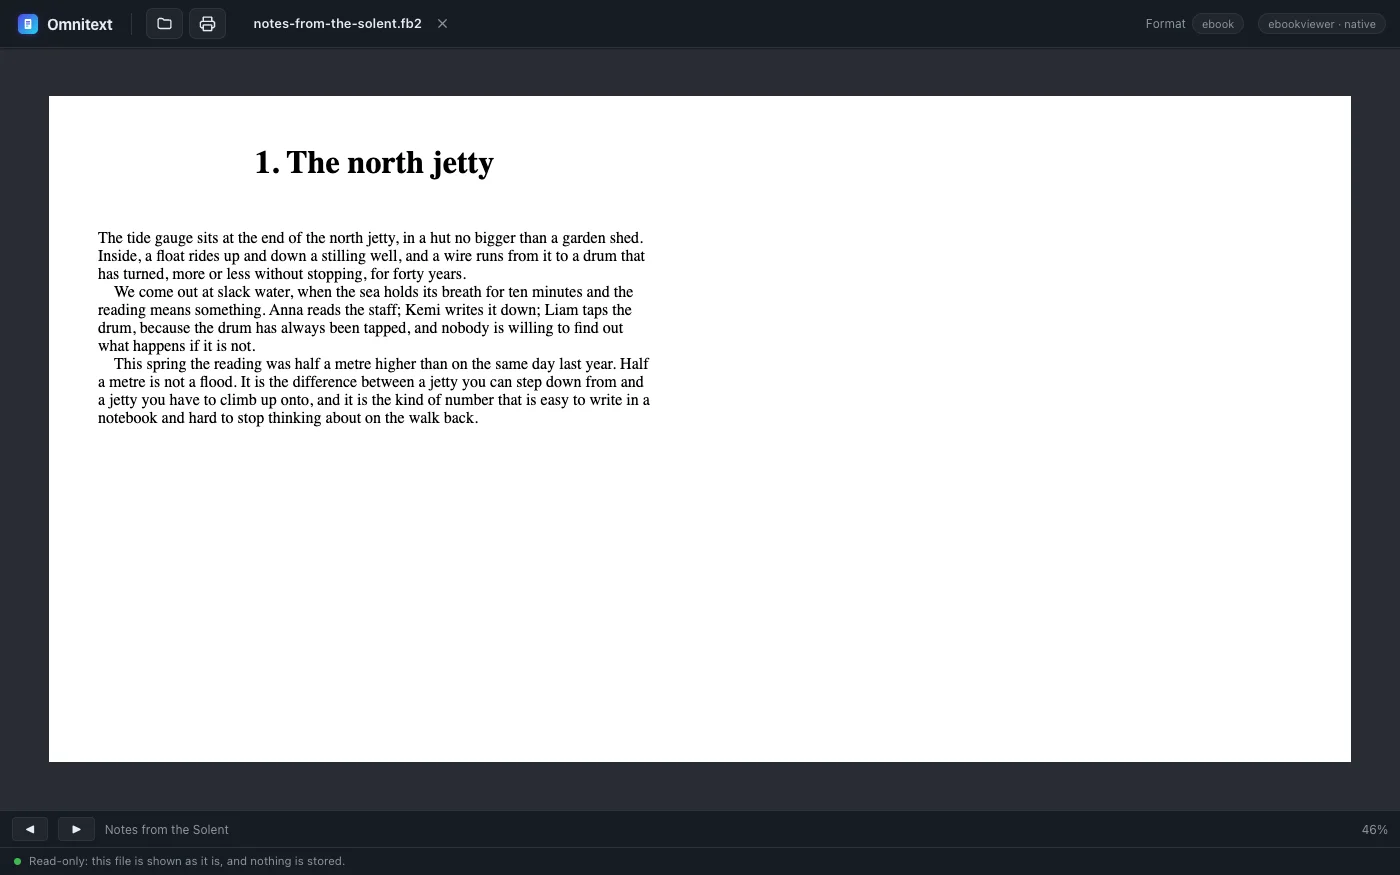 Omnitext
notes-from-the-solent.fb2
Format ebook ebookviewer · native
1. The north jetty
The tide gauge sits at the end of the north jetty, in a hut no bigger than a garden shed.
Inside, a float rides up and down a stilling well, and a wire runs from it to a drum that
has turned, more or less without stopping, for forty years.
We come out at slack water, when the sea holds its breath for ten minutes and the
reading means something. Anna reads the staff; Kemi writes it down; Liam taps the
drum, because the drum has always been tapped, and nobody is willing to find out
what happens if it is not.
This spring the reading was half a metre higher than on the same day last year. Half
a metre is not a flood. It is the difference between a jetty you can step down from and
a jetty you have to climb up onto, and it is the kind of number that is easy to write in a
notebook and hard to stop thinking about on the walk back.
Notes from the Solent
46%
Read-only: this file is shown as it is, and nothing is stored.